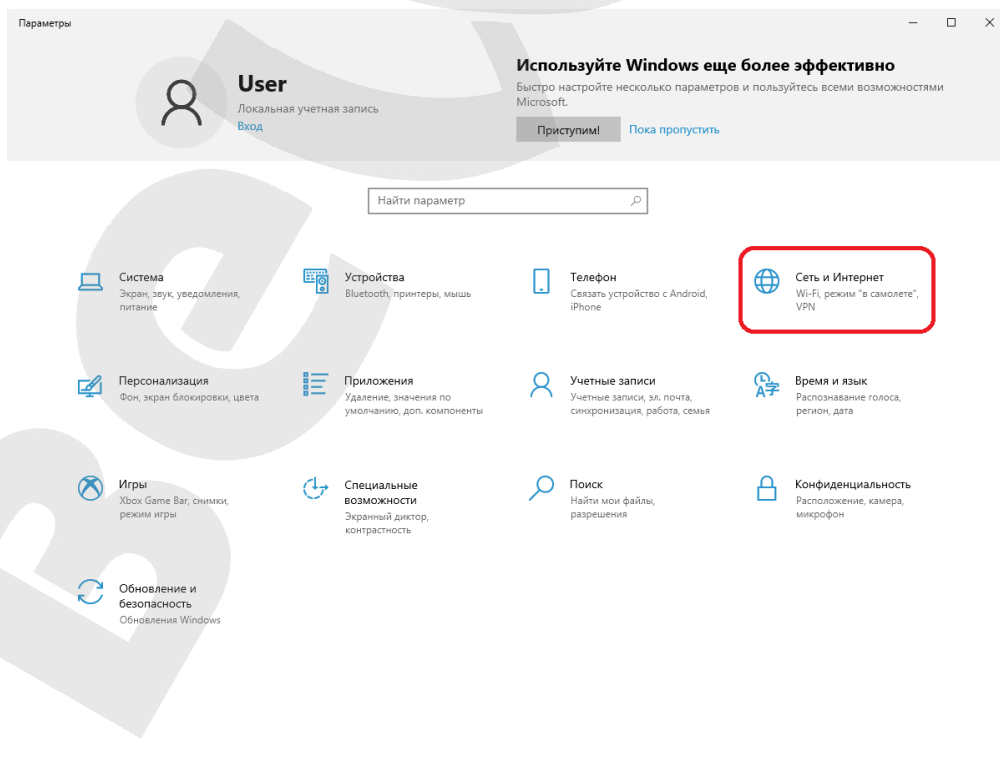 Параметры
User
Локальная учетная запись
Вход
Используйте Windows еще более эффективно
Быстро настройте несколько параметров и пользуйтесь всеми возможностями
Microsoft.
Приступим!
Пока пропустить
Найти параметр
Система
Экран, звук, уведомления,
питание
Устройства
Bluetooth, принтеры, мышь
Телефон
Связать устройство с Android,
iPhone
Сеть и Интернет
Wi-Fi, режим "в самолете",
VPN
Персонализация
Фон, экран блокировки, цвета
Приложения
Удаление, значения по
умолчанию, доп. компоненты
Учетные записи
Учетные записи, эл. почта,
синхронизация, работа, семья
Время и язык
Распознавание голоса,
регион, дата
Игры
Xbox Game Bar, снимки,
режим игры
Специальные
возможности
Экранный диктор,
контрастность
Поиск
Найти мои файлы,
разрешения
Конфиденциальность
Расположение, камера,
микрофон
Обновление и
безопасность
Обновления Windows